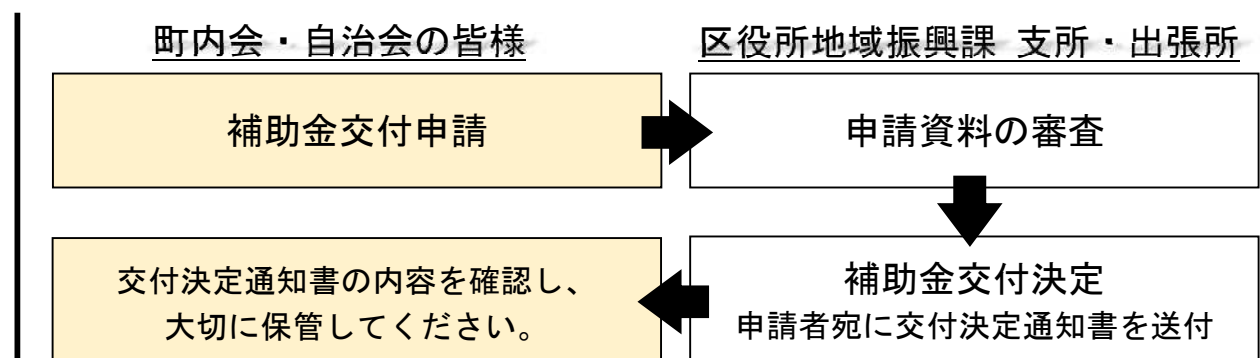 町内会・自治会の皆様
区役所地域振興課 支所・出張所
補助金交付申請
申請資料の審査
補助金交付決定
申請者宛に交付決定通知書を送付
交付決定通知書の内容を確認し、
大切に保管してください。